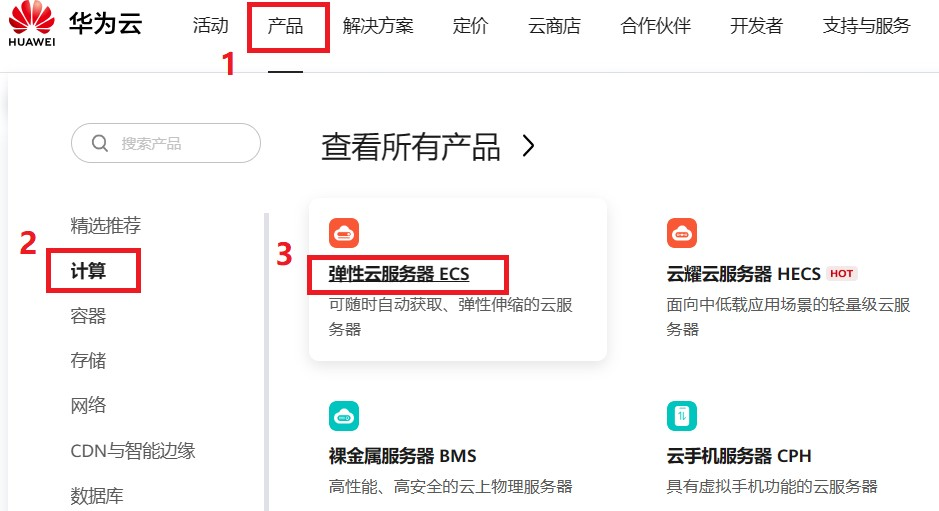 HUAWEI 华为云 活动 产品 解决方案 定价 云商店 合作伙伴 开发者 支持与服务
1
搜索产品
查看所有产品
精选推荐
2
计算
容器
存储
网络
CDN与智能边缘
数据库
3
弹性云服务器 ECS
可随时自动获取、弹性伸缩的云服
务器
云耀云服务器 HECS HOT
面向中低载应用场景的轻量级云服
务器
裸金属服务器 BMS
高性能、高安全的云上物理服务器
云手机服务器 CPH
具有虚拟手机功能的云服务器